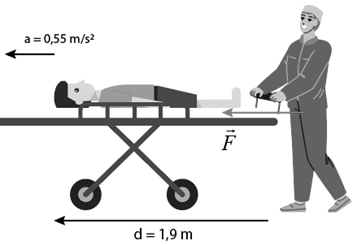 a = 0,55 m/s²
F⃗
d = 1,9 m